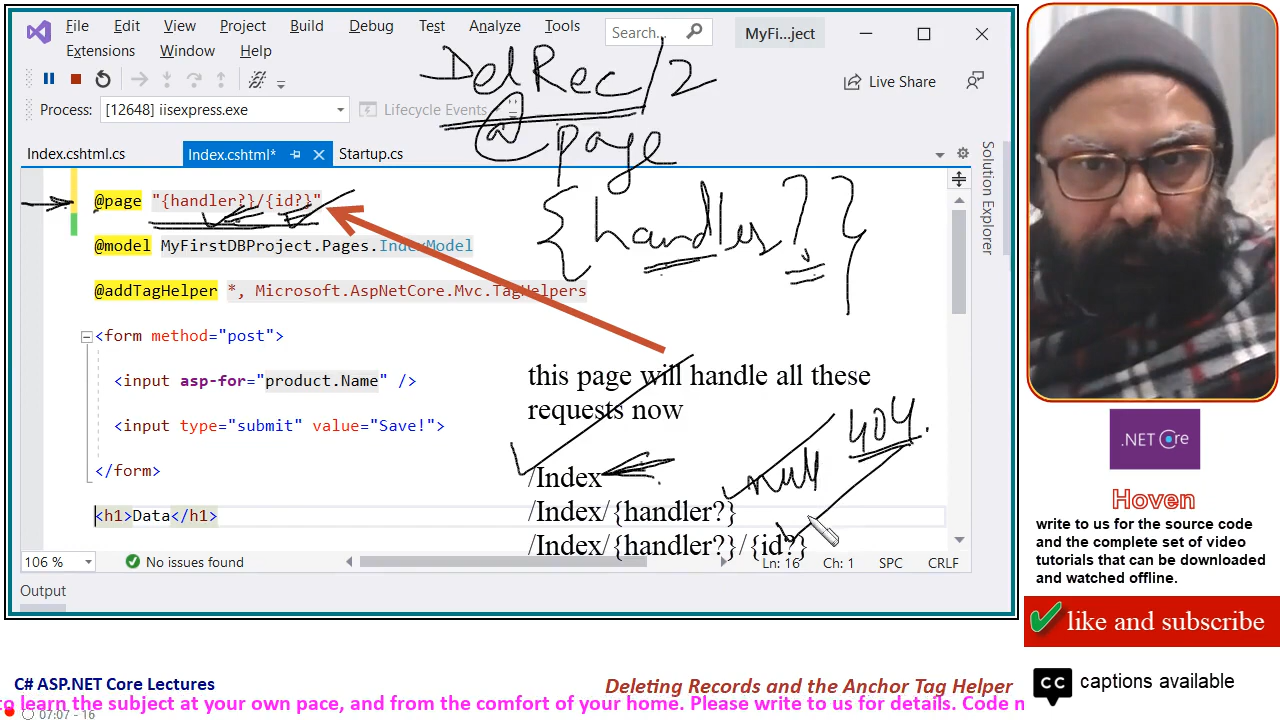 File Edit View Project Build Debug Test Analyze Tools Search... MyFi...ject
Extensions Window Help
Live Share
Process: [12648] iisexpress.exe Lifecycle Events
DelRec/2
@page
{handler?}
Index.cshtml.cs Index.cshtml* Startup.cs
Solution Explorer
@page "{handler?}/{id?}"
@model MyFirstDBProject.Pages.IndexModel
@addTagHelper *, Microsoft.AspNetCore.Mvc.TagHelpers
<form method="post">
<input asp-for="product.Name" />
<input type="submit" value="Save!">
</form>
<h1>Data</h1>
this page will handle all these
requests now
/Index
/Index/{handler?}
/Index/{handler?}/{id?}
null
404.
106 % No issues found Ln: 16 Ch: 1 SPC CRLF
Output
.NET Core
Hoven
write to us for the source code
and the complete set of video
tutorials that can be downloaded
and watched offline.
like and subscribe
CC captions available
C# ASP.NET Core Lectures
Deleting Records and the Anchor Tag Helper
to learn the subject at your own pace, and from the comfort of your home. Please write to us for details. Code
07:07 - 16